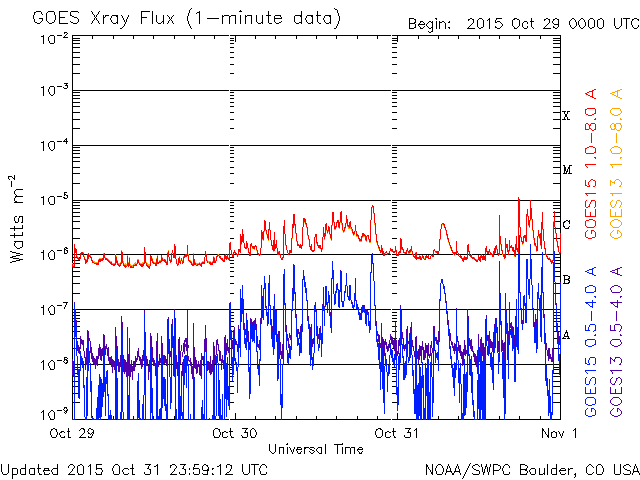 GOES Xray Flux (1-minute data)
Begin: 2015 Oct 29 0000 UTC
10-2
10-3
10-4
10-5
10-6
10-7
10-8
10-9
Watts m-2
X
M
C
B
A
GOES15 1.0-8.0 A
GOES13 1.0-8.0 A
GOES15 0.5-4.0 A
GOES13 0.5-4.0 A
Oct 29
Oct 30
Oct 31
Nov 1
Universal Time
Updated 2015 Oct 31 23:59:12 UTC
NOAA/SWPC Boulder, CO USA